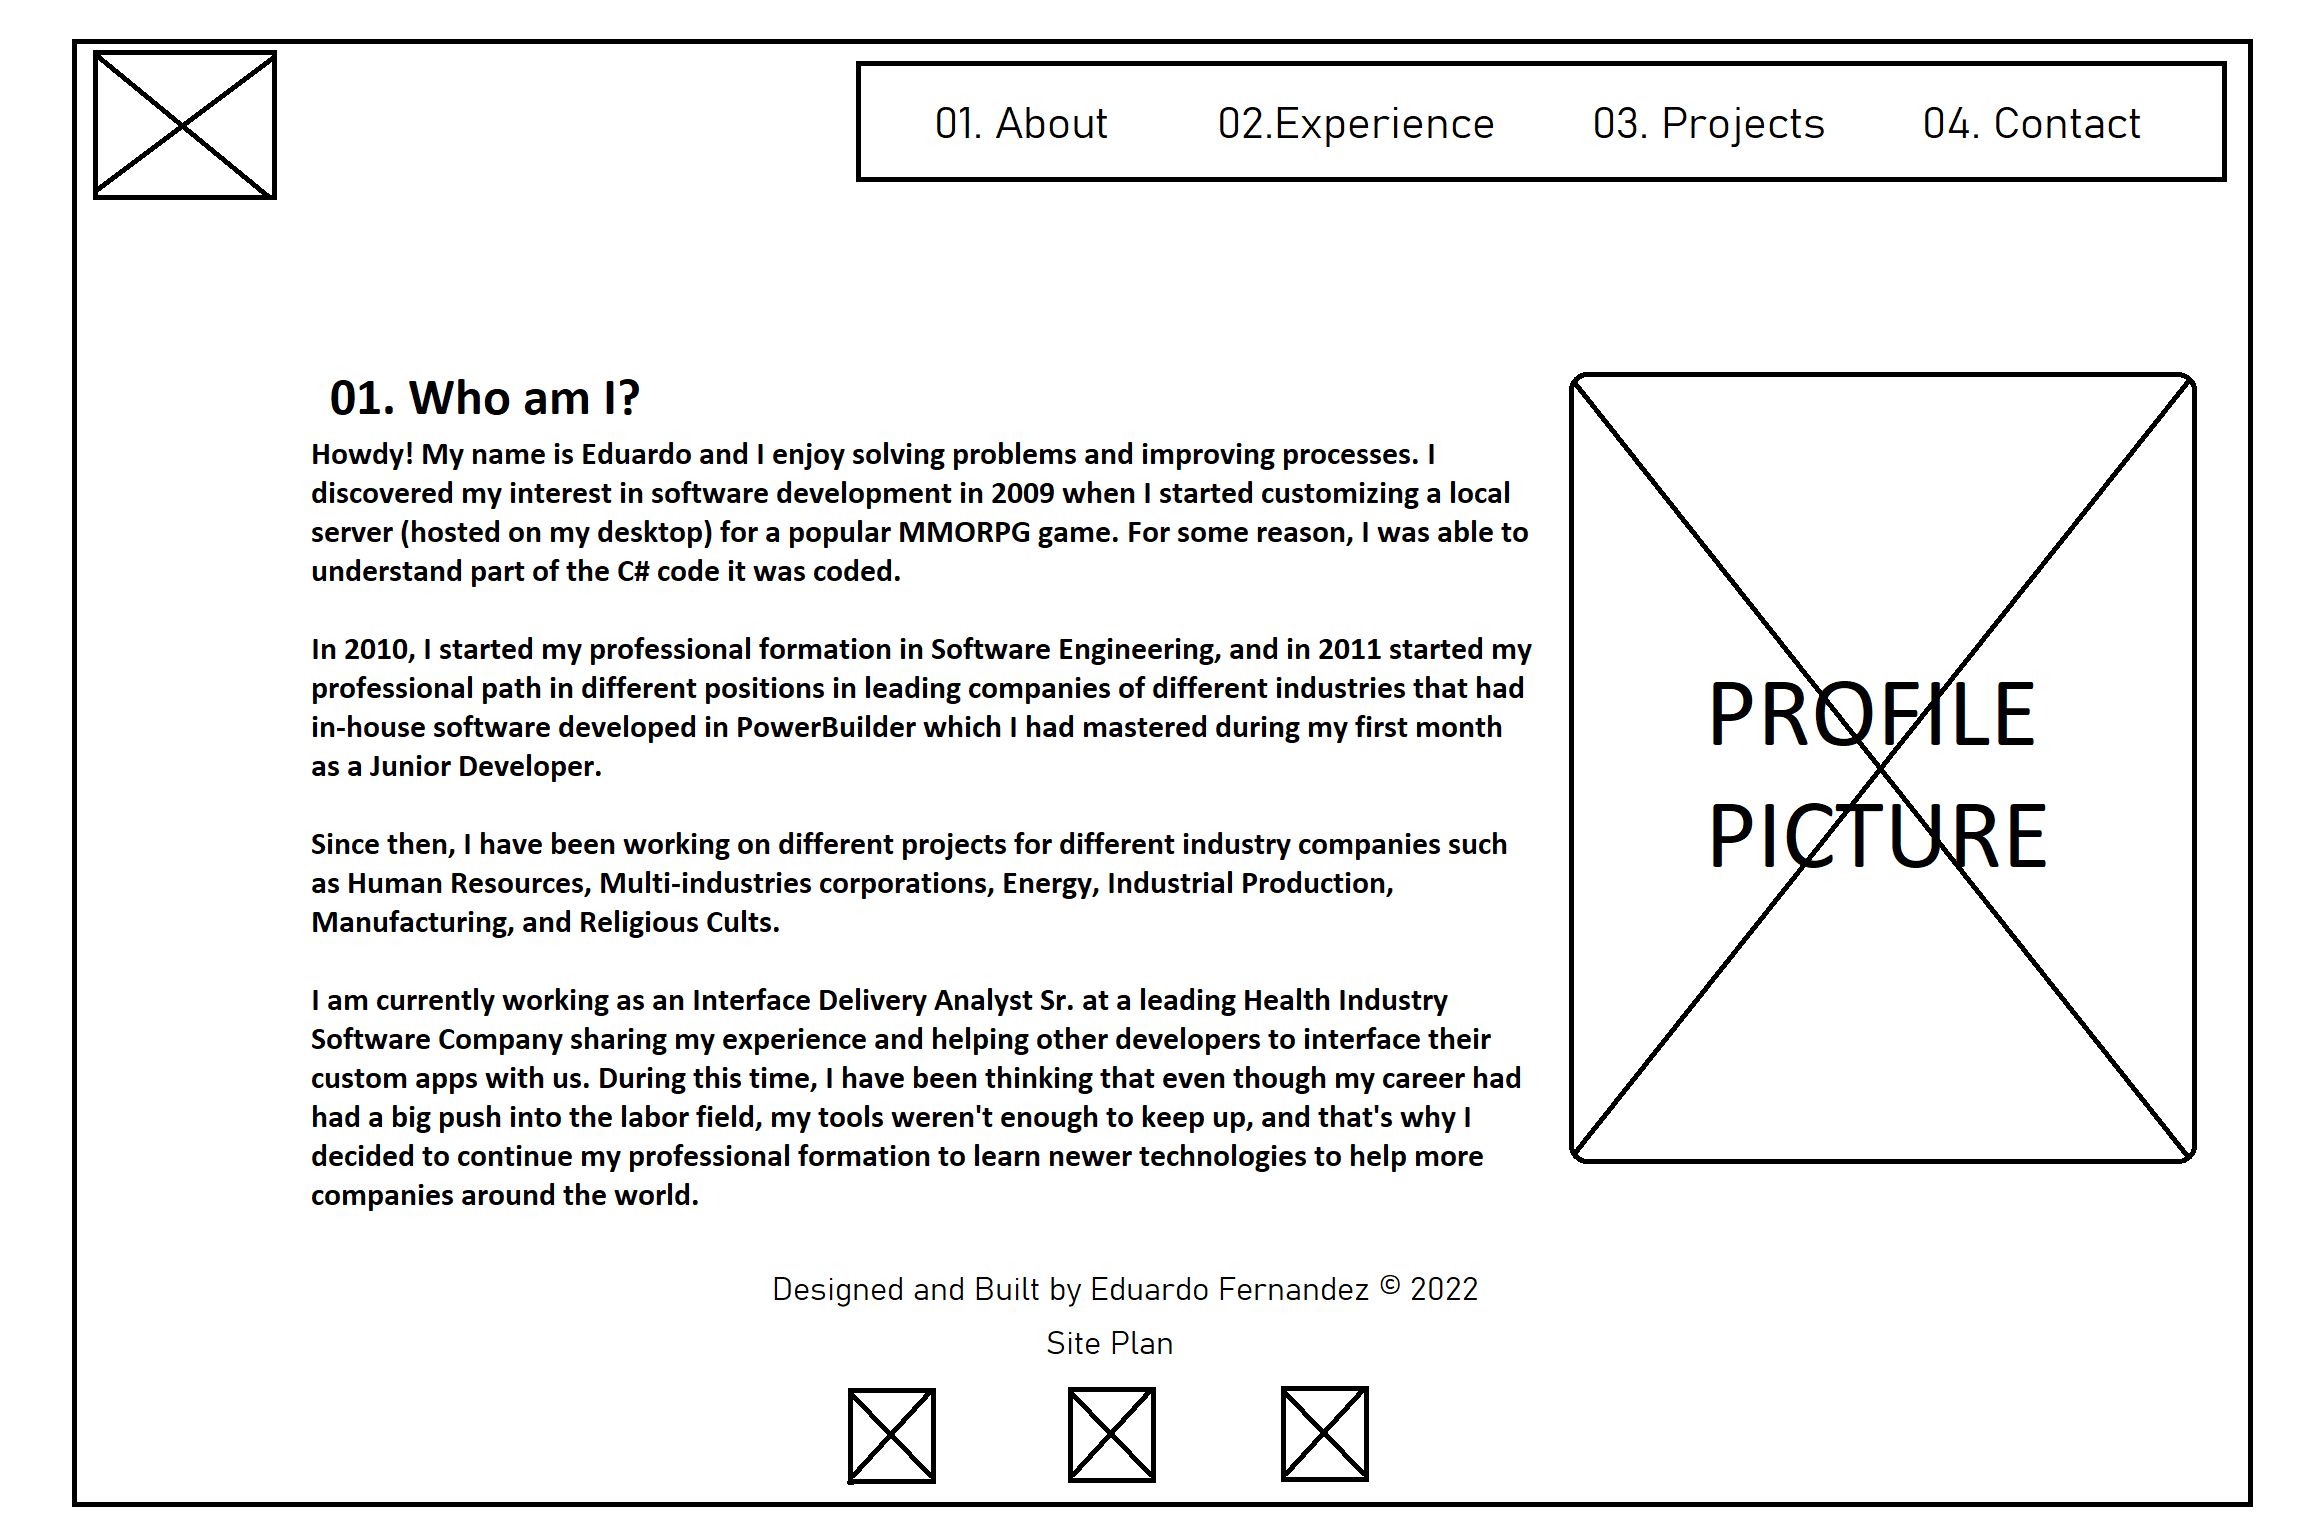 01. About 02.Experience 03. Projects 04. Contact
01. Who am I?
Howdy! My name is Eduardo and I enjoy solving problems and improving processes. I
discovered my interest in software development in 2009 when I started customizing a local
server (hosted on my desktop) for a popular MMORPG game. For some reason, I was able to
understand part of the C# code it was coded.
In 2010, I started my professional formation in Software Engineering, and in 2011 started my
professional path in different positions in leading companies of different industries that had
in-house software developed in PowerBuilder which I had mastered during my first month
as a Junior Developer.
Since then, I have been working on different projects for different industry companies such
as Human Resources, Multi-industries corporations, Energy, Industrial Production,
Manufacturing, and Religious Cults.
I am currently working as an Interface Delivery Analyst Sr. at a leading Health Industry
Software Company sharing my experience and helping other developers to interface their
custom apps with us. During this time, I have been thinking that even though my career had
had a big push into the labor field, my tools weren't enough to keep up, and that's why I
decided to continue my professional formation to learn newer technologies to help more
companies around the world.
PROFILE
PICTURE
Designed and Built by Eduardo Fernandez © 2022
Site Plan